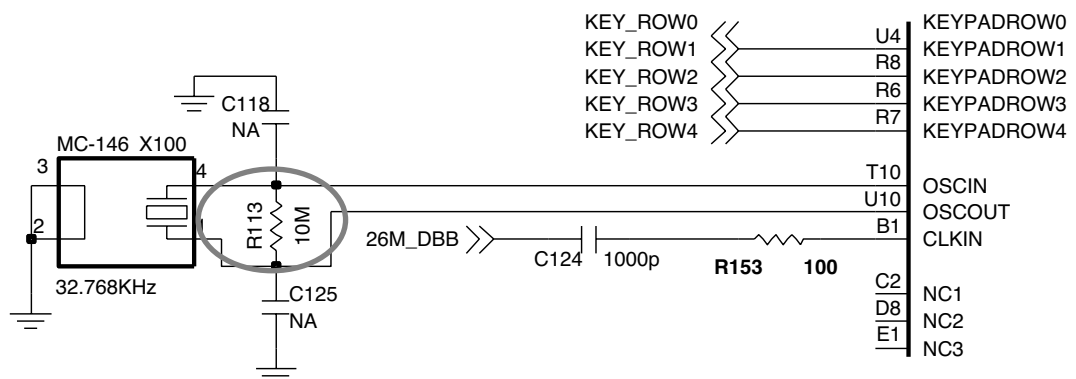 KEY_ROW0 KEYPADROW0
KEY_ROW1 U4 KEYPADROW1
KEY_ROW2 R8 KEYPADROW2
KEY_ROW3 R6 KEYPADROW3
KEY_ROW4 R7 KEYPADROW4
C118
NA
MC-146 X100
3
4
2
1
32.768KHz
R113
10M
C125
NA
T10 OSCIN
U10 OSCOUT
B1 CLKIN
26M_DBB
C124 1000p
R153 100
C2 NC1
D8 NC2
E1 NC3